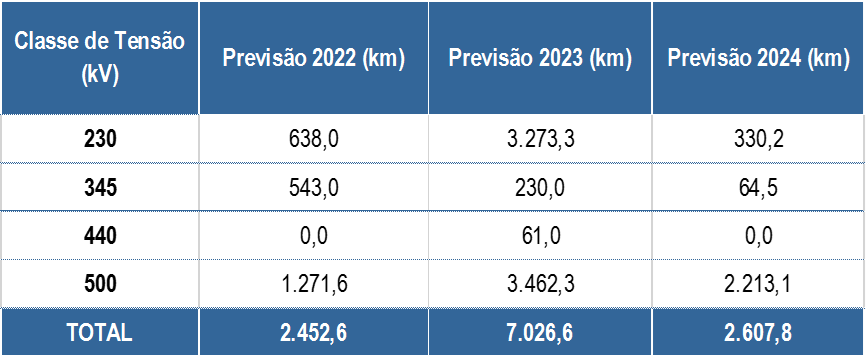 Classe de Tensão
(kV)
Previsão 2022 (km)
Previsão 2023 (km)
Previsão 2024 (km)
230 638,0 3.273,3 330,2
345 543,0 230,0 64,5
440 0,0 61,0 0,0
500 1.271,6 3.462,3 2.213,1
TOTAL 2.452,6 7.026,6 2.607,8